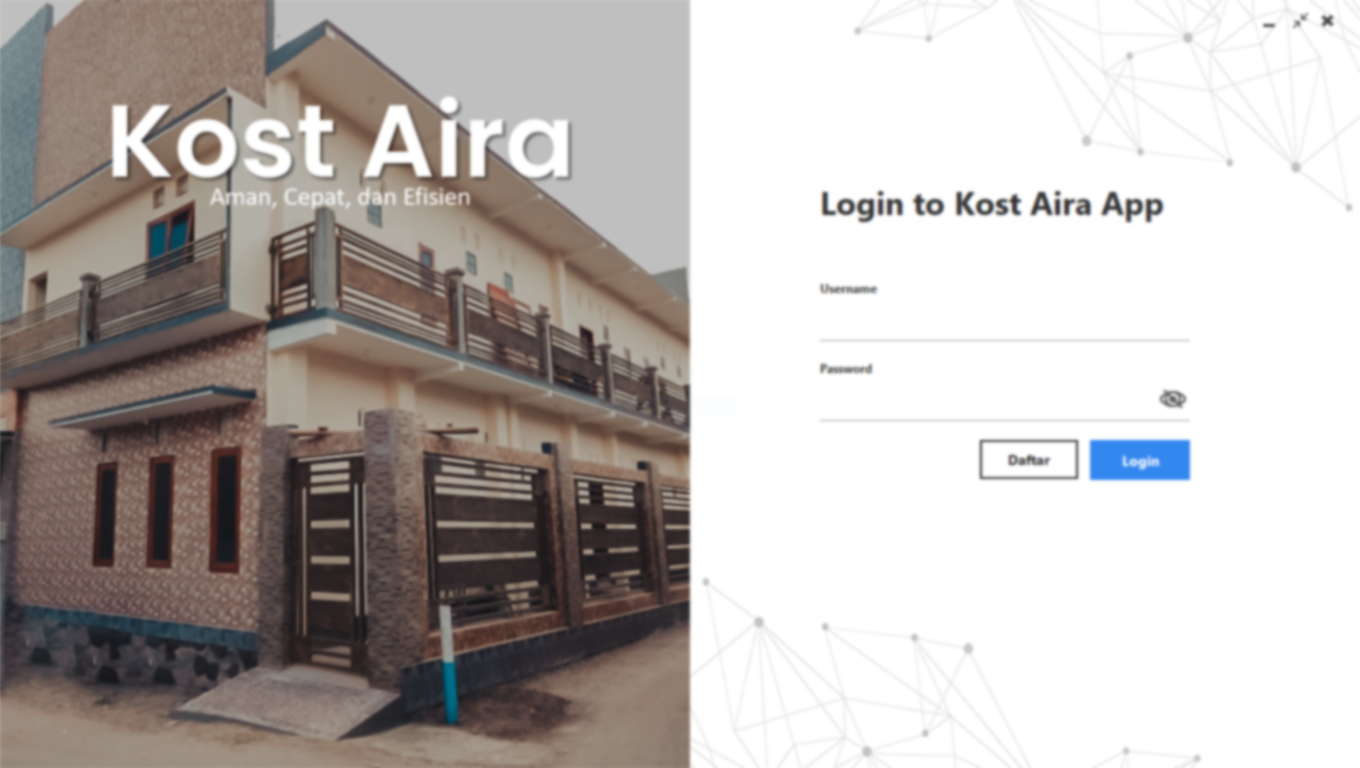 Kost Aira
Aman, Cepat, dan Efisien
Login to Kost Aira App
Username
Password
Daftar
Login